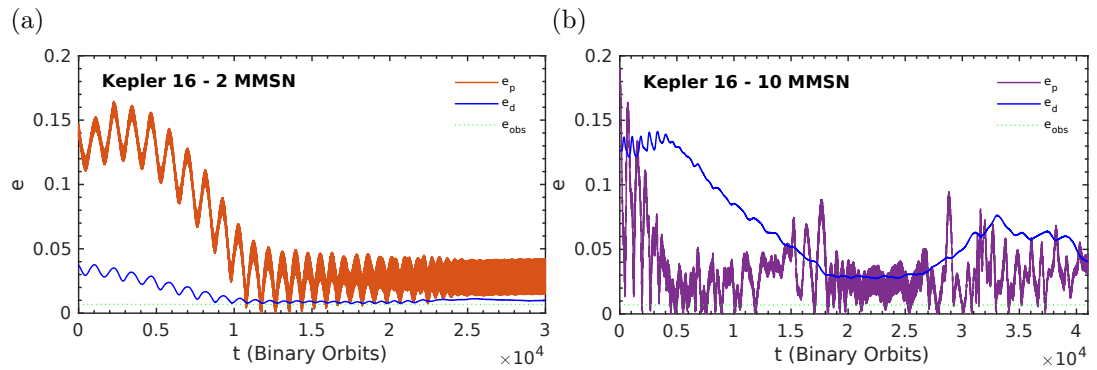 (a)
0.2
0.15
0.1
0.05
0
e
Kepler 16 - 2 MMSN
e_p
e_d
e_obs
0 0.5 1 1.5 2 2.5 3
t (Binary Orbits)
×10^4
(b)
0.2
0.15
0.1
0.05
0
e
Kepler 16 - 10 MMSN
e_p
e_d
e_obs
0 0.5 1 1.5 2 2.5 3 3.5 4
t (Binary Orbits)
×10^4